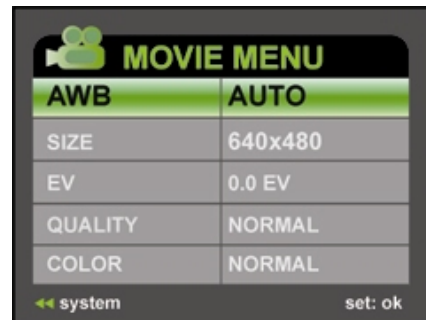 MOVIE MENU
AWB AUTO
SIZE 640x480
EV 0.0 EV
QUALITY NORMAL
COLOR NORMAL
system set: ok